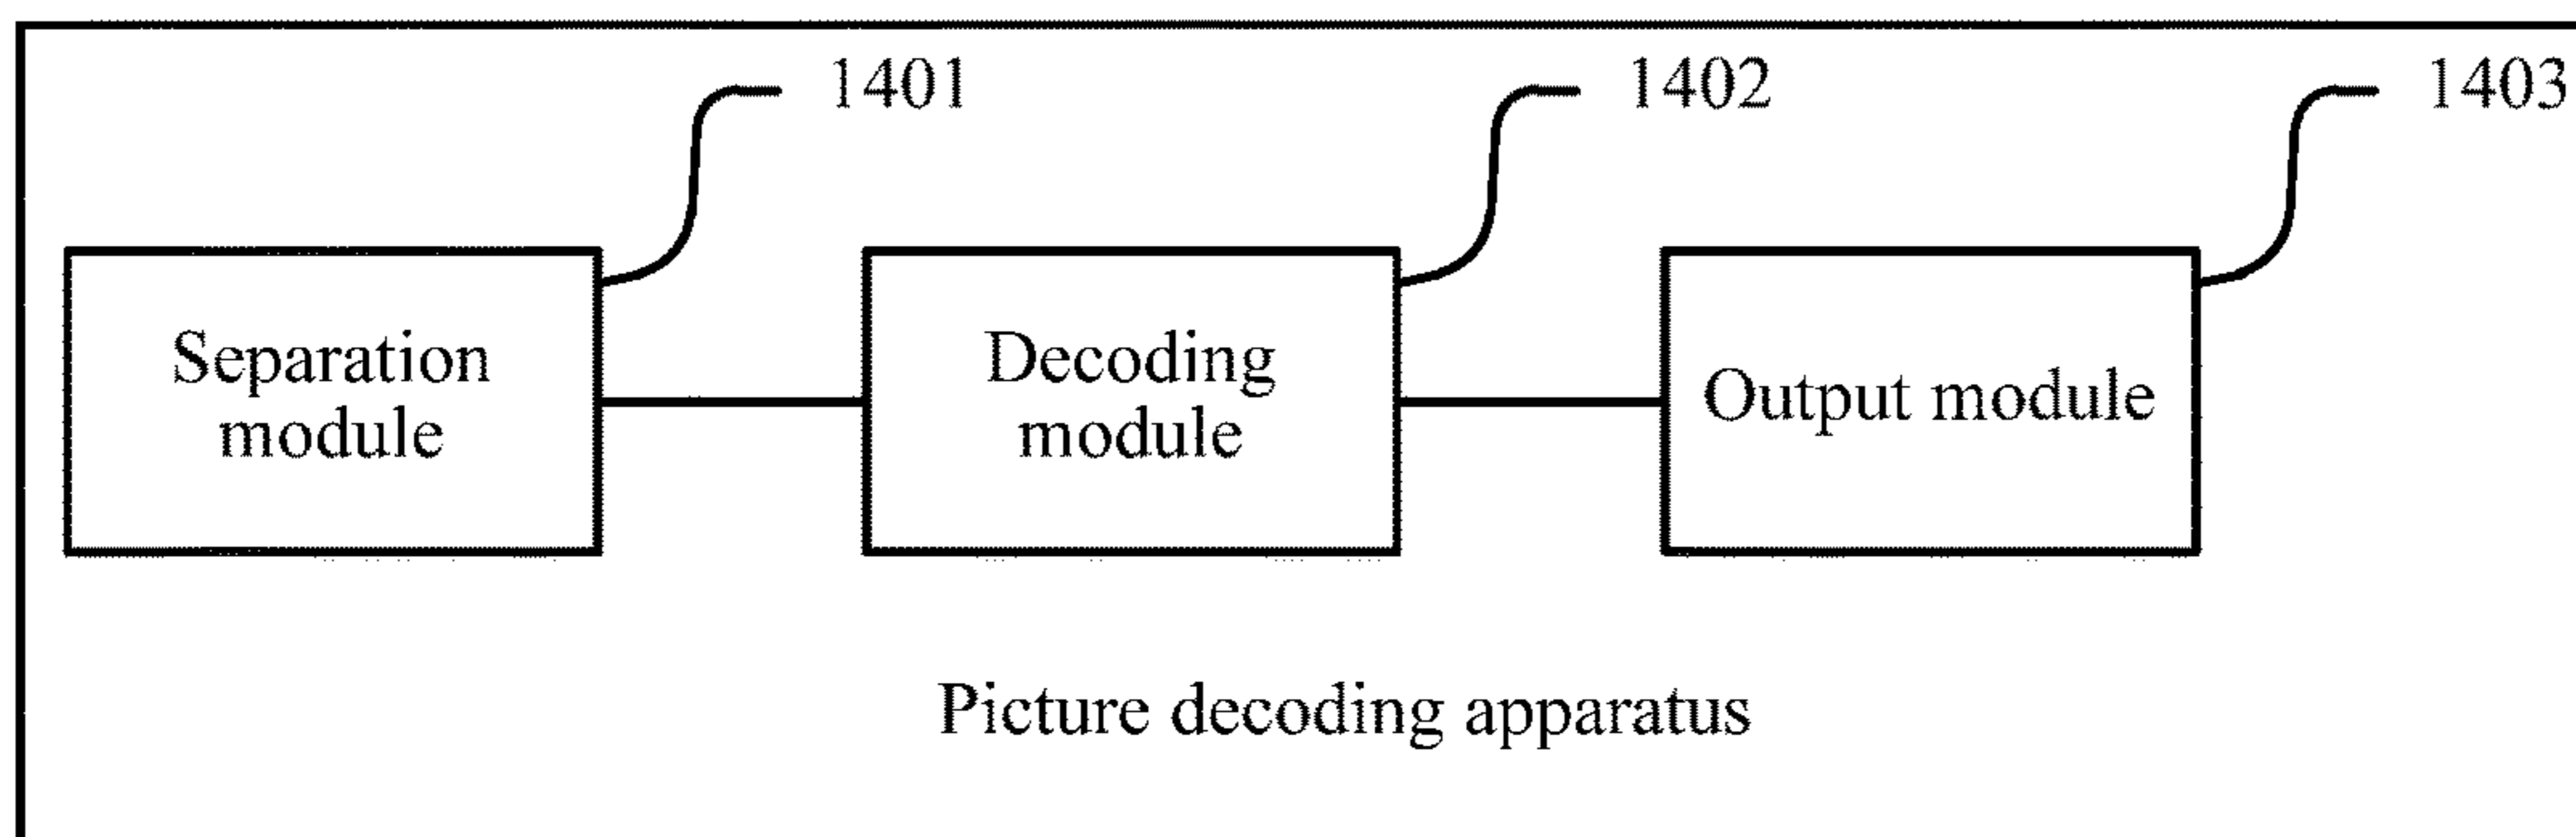 1401
1402
1403
Separation
module
Decoding
module
Output module
Picture decoding apparatus